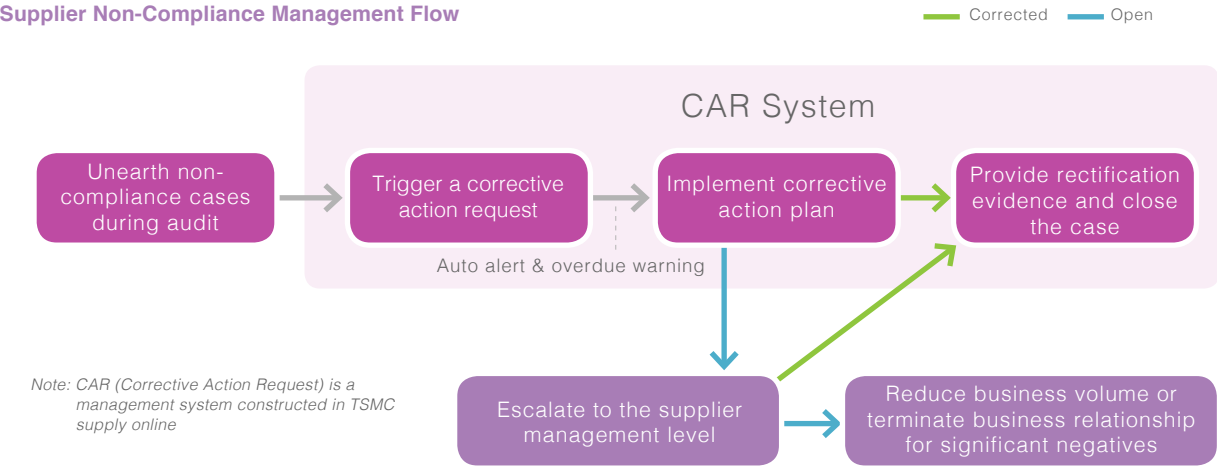 Supplier Non-Compliance Management Flow
Corrected
Open
CAR System
Unearth non-
compliance cases
during audit
Trigger a corrective
action request
Implement corrective
action plan
Provide rectification
evidence and close
the case
Auto alert & overdue warning
Note: CAR (Corrective Action Request) is a
management system constructed in TSMC
supply online
Escalate to the supplier
management level
Reduce business volume or
terminate business relationship
for significant negatives